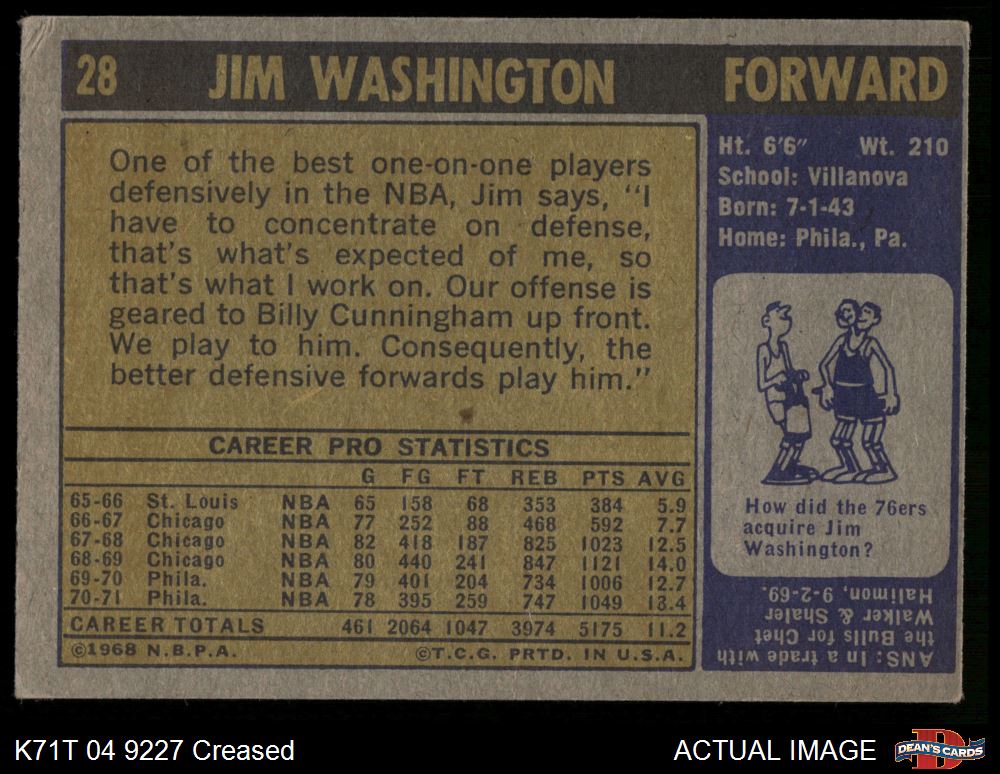 28 JIM WASHINGTON FORWARD
One of the best one-on-one players
defensively in the NBA, Jim says, "I
have to concentrate on defense,
that's what's expected of me, so
that's what I work on. Our offense is
geared to Billy Cunningham up front.
We play to him. Consequently, the
better defensive forwards play him."
CAREER PRO STATISTICS
G FG FT REB PTS AVG
65-66 St. Louis NBA 65 158 68 353 384 5.9
66-67 Chicago NBA 77 252 88 468 592 7.7
67-68 Chicago NBA 82 418 187 825 1023 12.5
68-69 Chicago NBA 80 440 241 847 1121 14.0
69-70 Phila. NBA 79 401 204 734 1006 12.7
70-71 Phila. NBA 78 395 259 747 1049 13.4
CAREER TOTALS 461 2064 1047 3974 5175 11.2
©1968 N.B.P.A. ©T.C.G. PRTD. IN U.S.A.
Ht. 6'6" Wt. 210
School: Villanova
Born: 7-1-43
Home: Phila., Pa.
How did the 76ers
acquire Jim
Washington?
ANS: In a trade with
the Bulls for Chet
Walker & Shaler
Halimon, 9-2-69.
K71T 04 9227 Creased ACTUAL IMAGE
DEAN'S CARDS